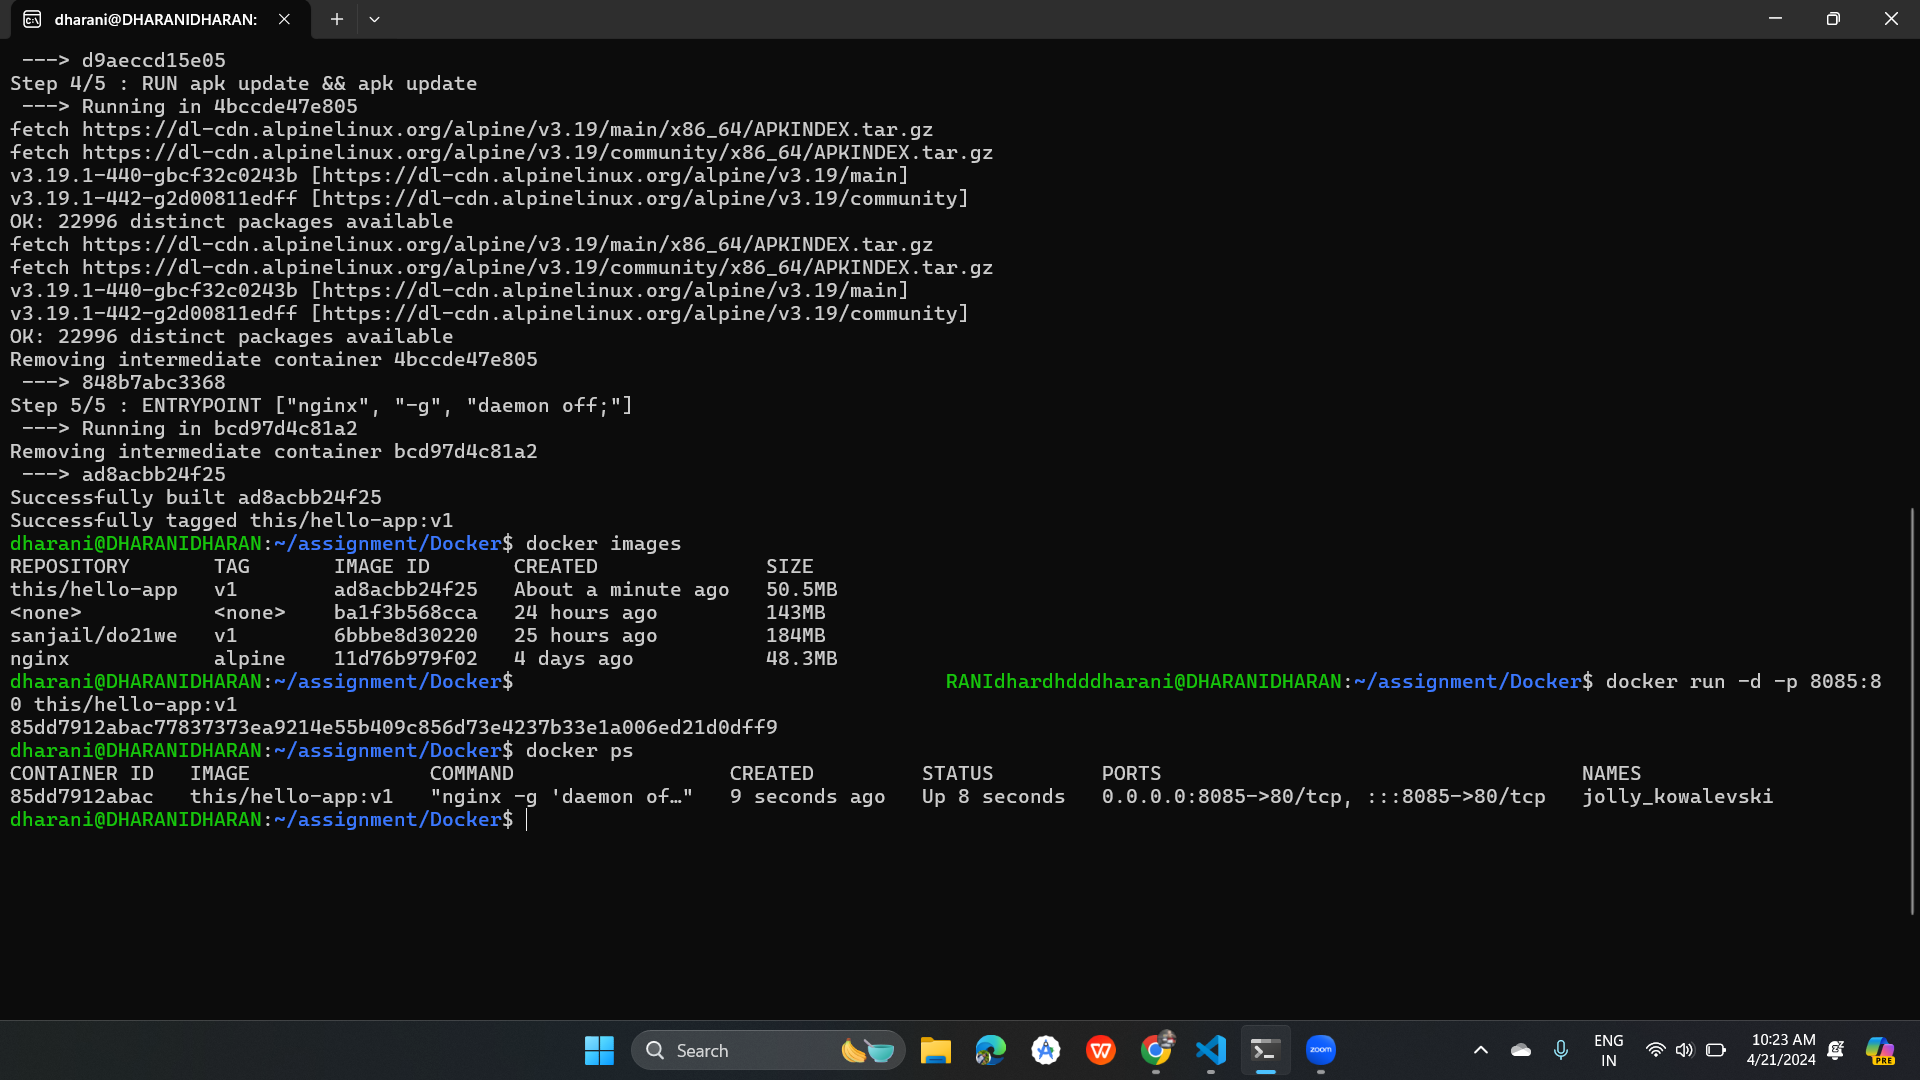 dharani@DHARANIDHARAN:
---> d9aeccd15e05
Step 4/5 : RUN apk update && apk update
---> Running in 4bccde47e805
fetch https://dl-cdn.alpinelinux.org/alpine/v3.19/main/x86_64/APKINDEX.tar.gz
fetch https://dl-cdn.alpinelinux.org/alpine/v3.19/community/x86_64/APKINDEX.tar.gz
v3.19.1-440-gbcf32c0243b [https://dl-cdn.alpinelinux.org/alpine/v3.19/main]
v3.19.1-442-g2d00811edff [https://dl-cdn.alpinelinux.org/alpine/v3.19/community]
OK: 22996 distinct packages available
fetch https://dl-cdn.alpinelinux.org/alpine/v3.19/main/x86_64/APKINDEX.tar.gz
fetch https://dl-cdn.alpinelinux.org/alpine/v3.19/community/x86_64/APKINDEX.tar.gz
v3.19.1-440-gbcf32c0243b [https://dl-cdn.alpinelinux.org/alpine/v3.19/main]
v3.19.1-442-g2d00811edff [https://dl-cdn.alpinelinux.org/alpine/v3.19/community]
OK: 22996 distinct packages available
Removing intermediate container 4bccde47e805
---> 848b7abc3368
Step 5/5 : ENTRYPOINT ["nginx", "-g", "daemon off;"]
---> Running in bcd97d4c81a2
Removing intermediate container bcd97d4c81a2
---> ad8acbb24f25
Successfully built ad8acbb24f25
Successfully tagged this/hello-app:v1
dharani@DHARANIDHARAN:~/assignment/Docker$ docker images
REPOSITORY TAG IMAGE ID CREATED SIZE
this/hello-app v1 ad8acbb24f25 About a minute ago 50.5MB
<none> <none> ba1f3b568cca 24 hours ago 143MB
sanjail/do21we v1 6bbbe8d30220 25 hours ago 184MB
nginx alpine 11d76b979f02 4 days ago 48.3MB
dharani@DHARANIDHARAN:~/assignment/Docker$ RANIdhardhdddharani@DHARANIDHARAN:~/assignment/Docker$ docker run -d -p 8085:8
0 this/hello-app:v1
85dd7912abac77837373ea9214e55b409c856d73e4237b33e1a006ed21d0dff9
dharani@DHARANIDHARAN:~/assignment/Docker$ docker ps
CONTAINER ID IMAGE COMMAND CREATED STATUS PORTS NAMES
85dd7912abac this/hello-app:v1 "nginx -g 'daemon of…" 9 seconds ago Up 8 seconds 0.0.0.0:8085->80/tcp, :::8085->80/tcp jolly_kowalevski
dharani@DHARANIDHARAN:~/assignment/Docker$
Search
zoom
ENG
IN
10:23 AM
4/21/2024
PRE